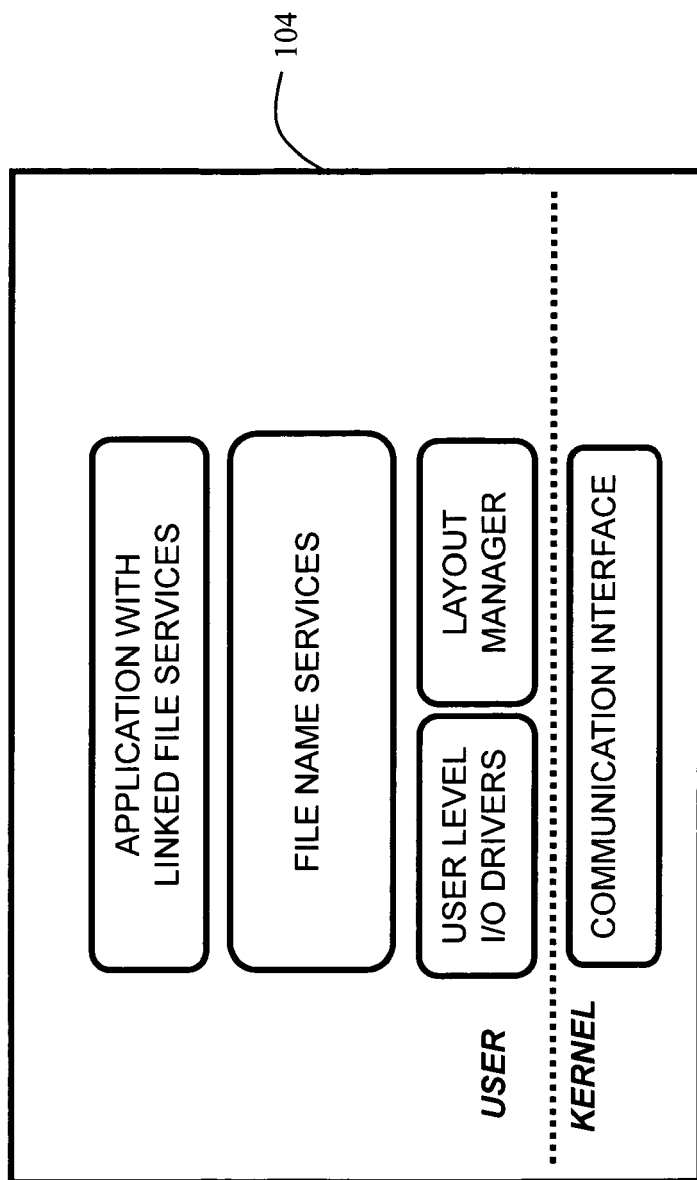 104
APPLICATION WITH
LINKED FILE SERVICES
FILE NAME SERVICES
USER LEVEL
I/O DRIVERS
LAYOUT
MANAGER
USER
KERNEL
COMMUNICATION INTERFACE